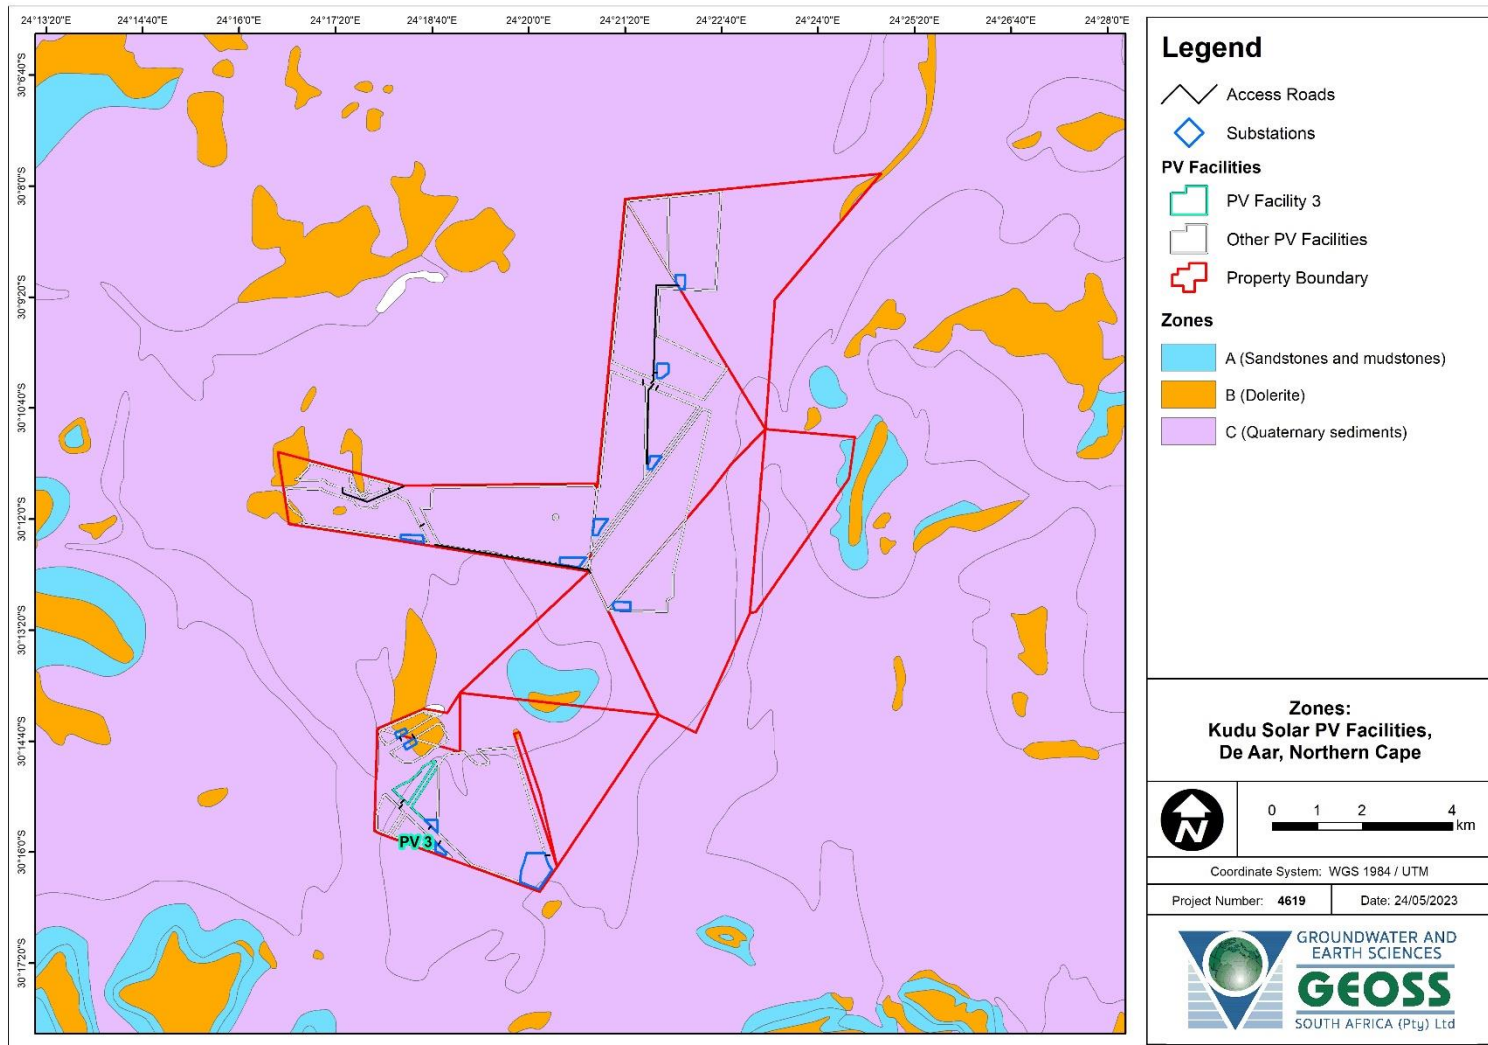 24°13'20"E 24°14'40"E 24°16'0"E 24°17'20"E 24°18'40"E 24°20'0"E 24°21'20"E 24°22'40"E 24°24'0"E 24°25'20"E 24°26'40"E 24°28'0"E
30°6'40"S
30°8'0"S
30°9'20"S
30°10'40"S
30°12'0"S
30°13'20"S
30°14'40"S
30°16'0"S
30°17'20"S
PV 3
Legend
Access Roads
Substations
PV Facilities
PV Facility 3
Other PV Facilities
Property Boundary
Zones
A (Sandstones and mudstones)
B (Dolerite)
C (Quaternary sediments)
Zones:
Kudu Solar PV Facilities,
De Aar, Northern Cape
N
0 1 2 4
km
Coordinate System: WGS 1984 / UTM
Project Number: 4619 Date: 24/05/2023
GROUNDWATER AND
EARTH SCIENCES
GEOSS
SOUTH AFRICA (Pty) Ltd